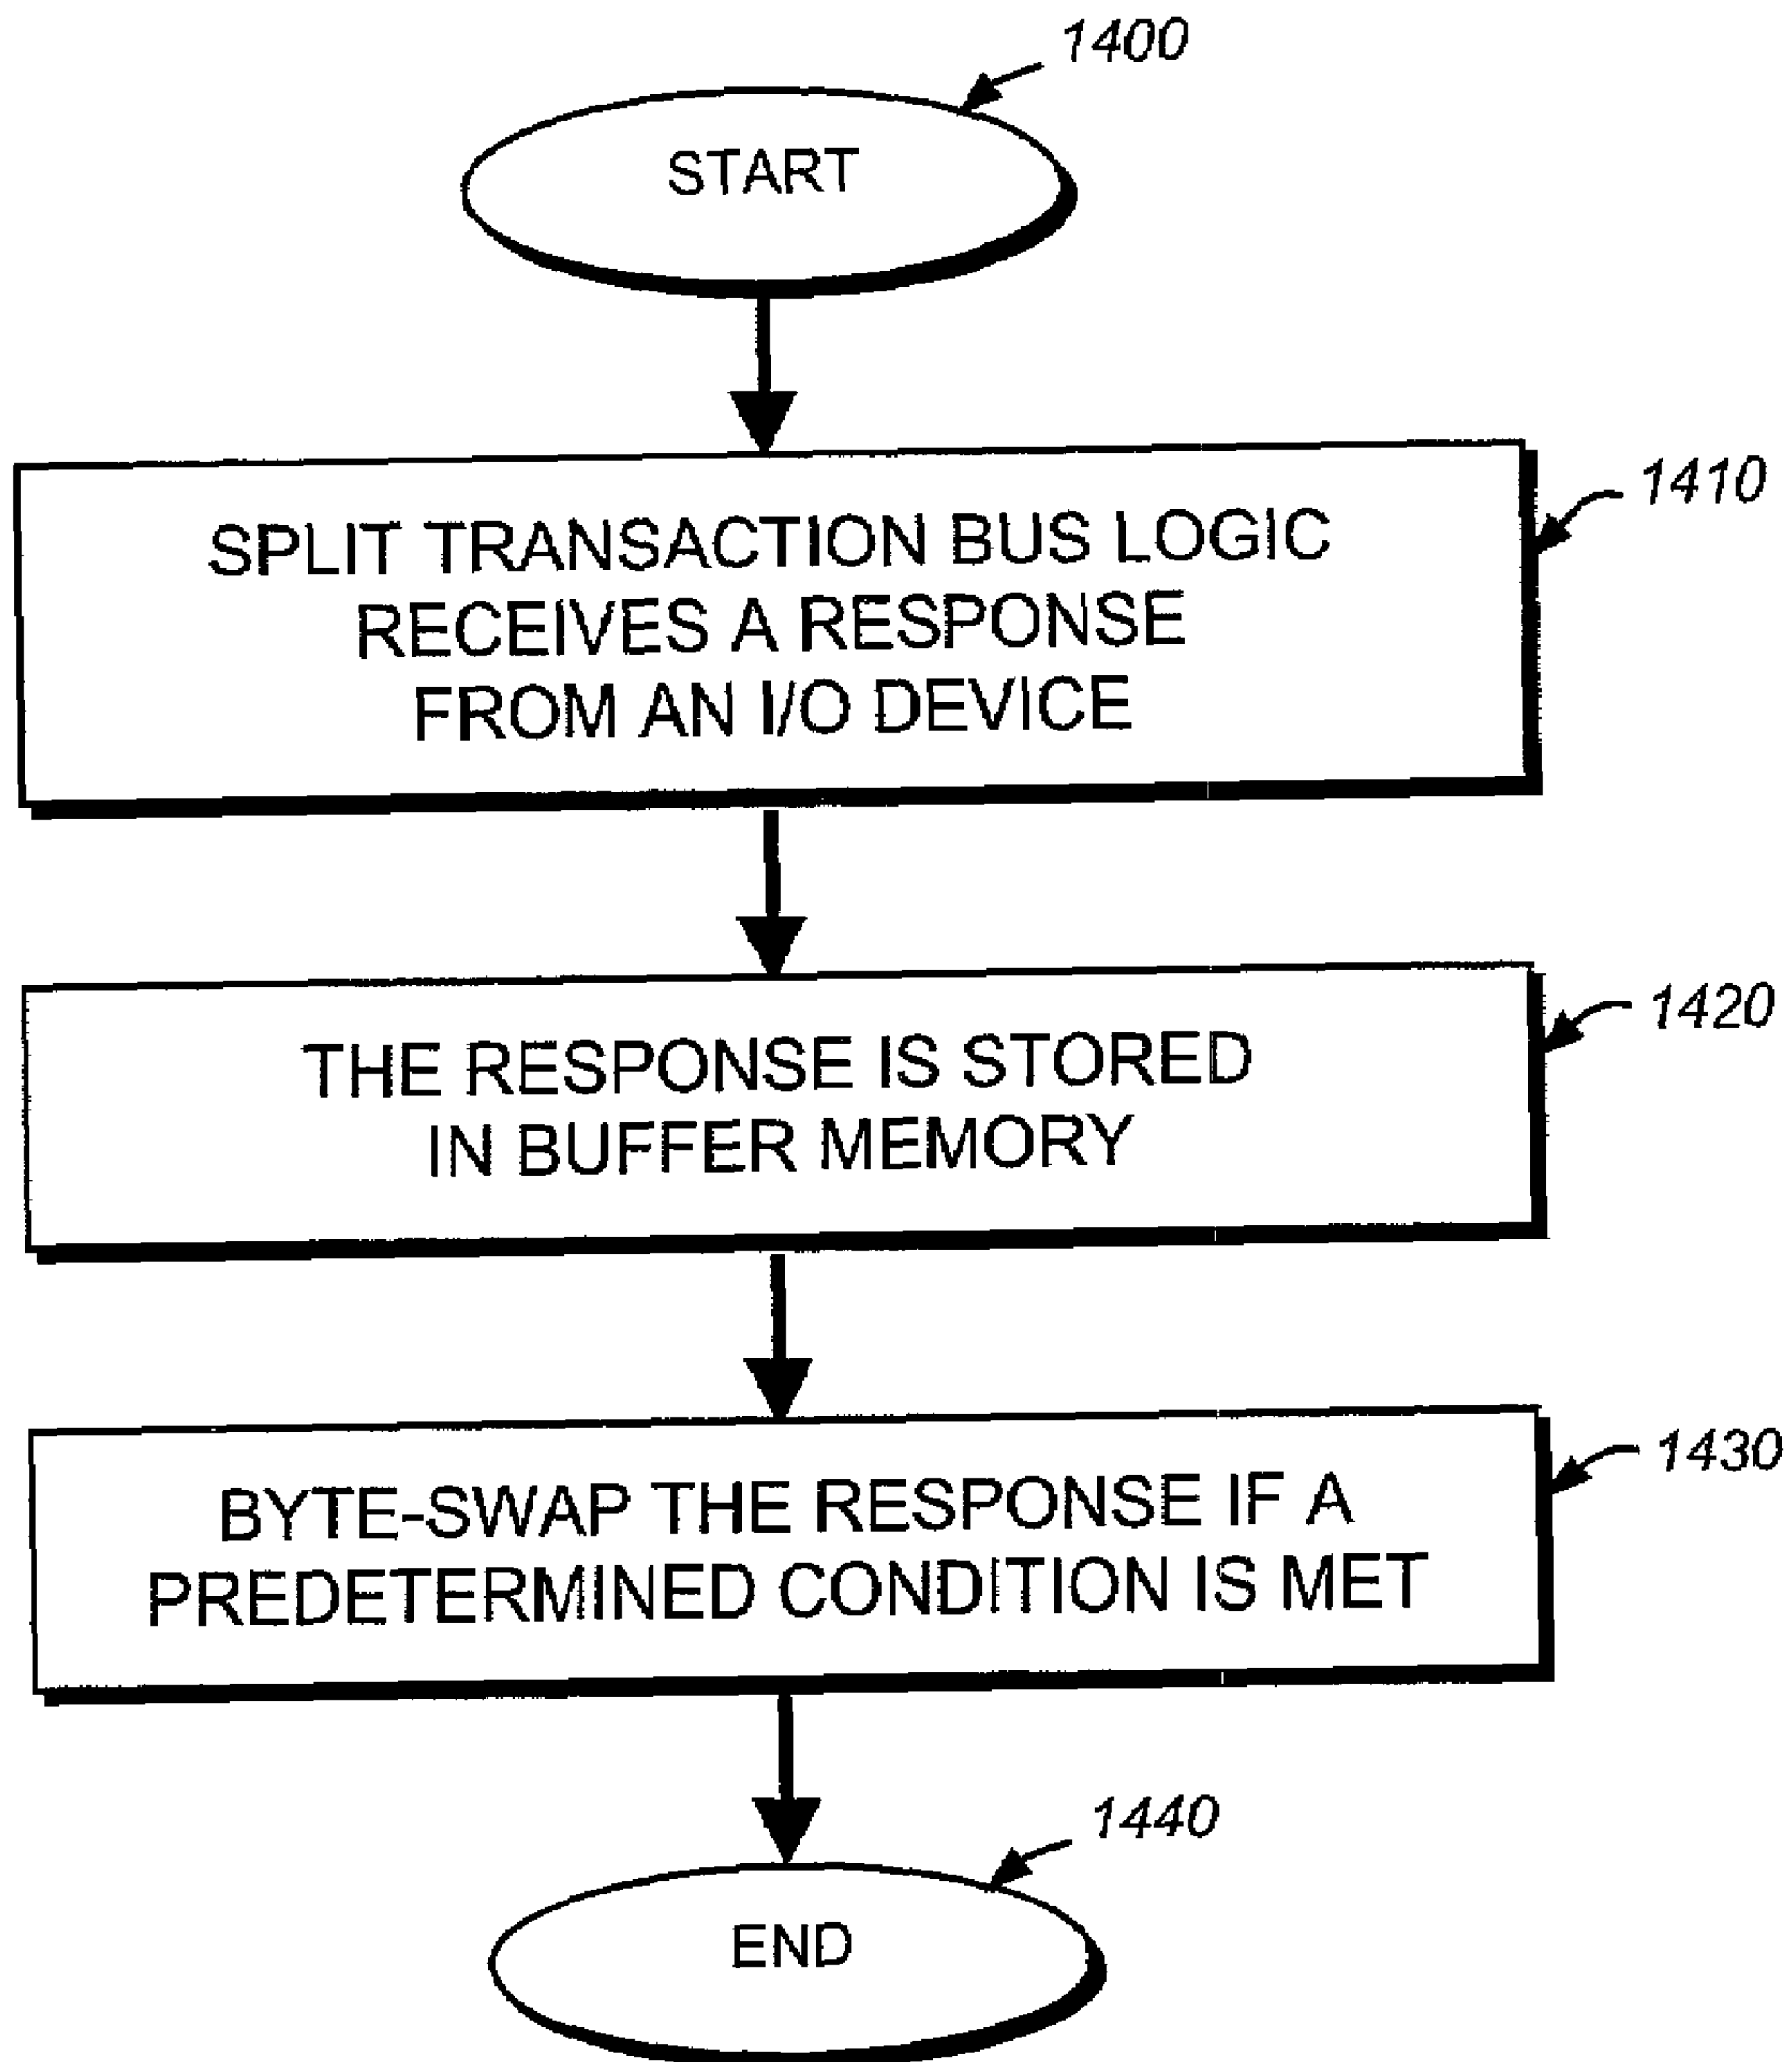 1400
START
1410
SPLIT TRANSACTION BUS LOGIC
RECEIVES A RESPONSE
FROM AN I/O DEVICE
1420
THE RESPONSE IS STORED
IN BUFFER MEMORY
1430
BYTE-SWAP THE RESPONSE IF A
PREDETERMINED CONDITION IS MET
1440
END